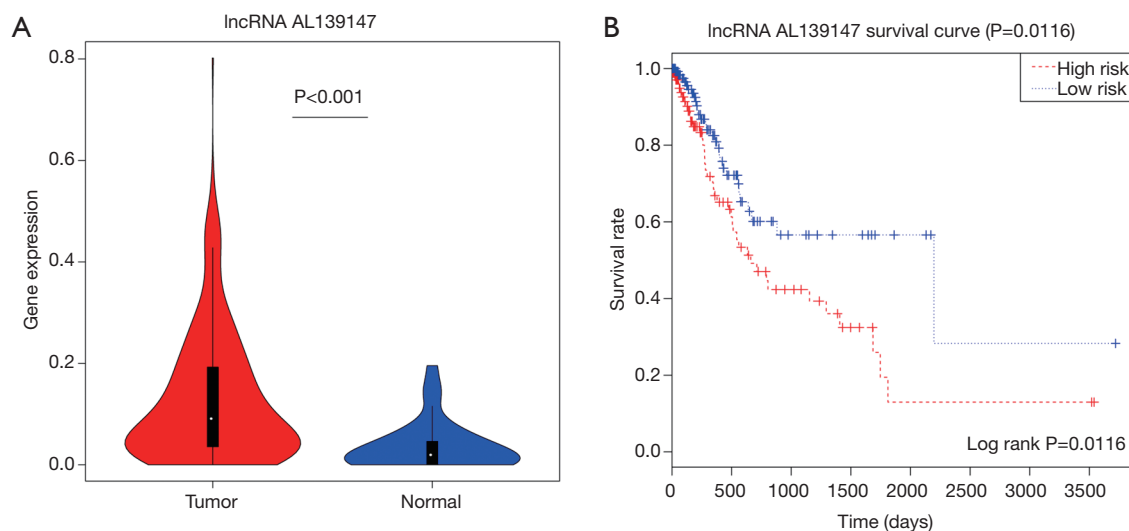 A
lncRNA AL139147
P<0.001
Gene expression
0.8
0.6
0.4
0.2
0.0
Tumor Normal
B
lncRNA AL139147 survival curve (P=0.0116)
High risk
Low risk
Survival rate
1.0
0.8
0.6
0.4
0.2
0.0
Log rank P=0.0116
0 500 1000 1500 2000 2500 3000 3500
Time (days)